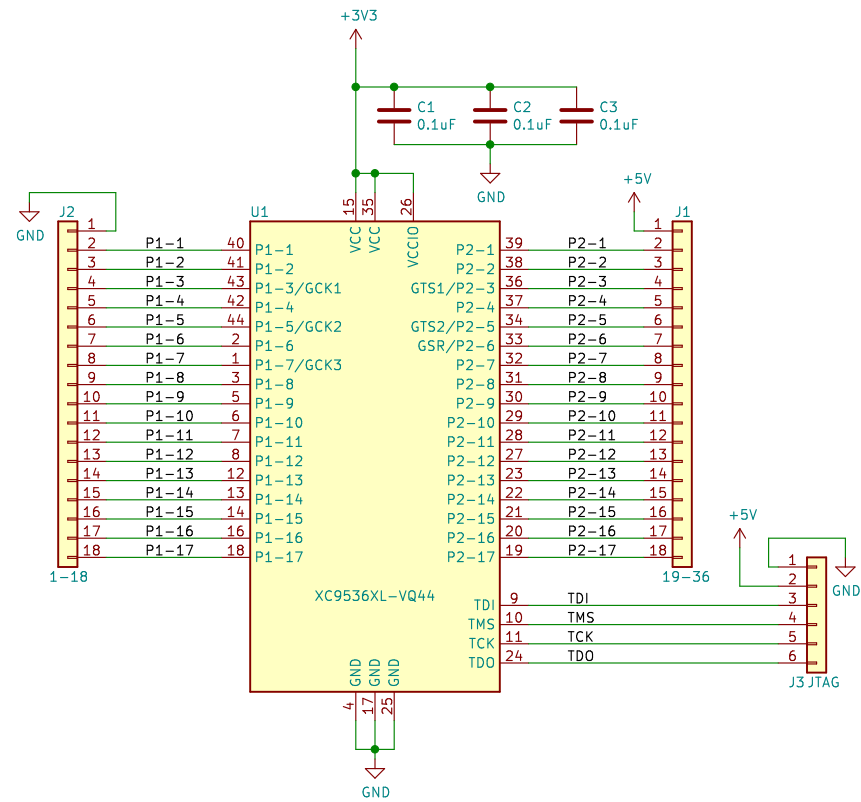 +3V3
C1
0.1uF
C2
0.1uF
C3
0.1uF
GND
+5V
GND
J2
U1
15
35
26
J1
VCC
VCC
VCCIO
1
1
2 P1-1 40 P1-1 P2-1 39 P2-1 2
3 P1-2 41 P1-2 P2-2 38 P2-2 3
4 P1-3 43 P1-3/GCK1 GTS1/P2-3 36 P2-3 4
5 P1-4 42 P1-4 P2-4 37 P2-4 5
6 P1-5 44 P1-5/GCK2 GTS2/P2-5 34 P2-5 6
7 P1-6 2 P1-6 GSR/P2-6 33 P2-6 7
8 P1-7 1 P1-7/GCK3 P2-7 32 P2-7 8
9 P1-8 3 P1-8 P2-8 31 P2-8 9
10 P1-9 5 P1-9 P2-9 30 P2-9 10
11 P1-10 6 P1-10 P2-10 29 P2-10 11
12 P1-11 7 P1-11 P2-11 28 P2-11 12
13 P1-12 8 P1-12 P2-12 27 P2-12 13
14 P1-13 12 P1-13 P2-13 23 P2-13 14
15 P1-14 13 P1-14 P2-14 22 P2-14 15
16 P1-15 14 P1-15 P2-15 21 P2-15 16
17 P1-16 16 P1-16 P2-16 20 P2-16 17
18 P1-17 18 P1-17 P2-17 19 P2-17 18
1-18
19-36
+5V
GND
XC9536XL-VQ44
1
2
TDI 9 TDI 3
TMS 10 TMS 4
TCK 11 TCK 5
TDO 24 TDO 6
J3 JTAG
GND
GND
GND
4
17
25
GND